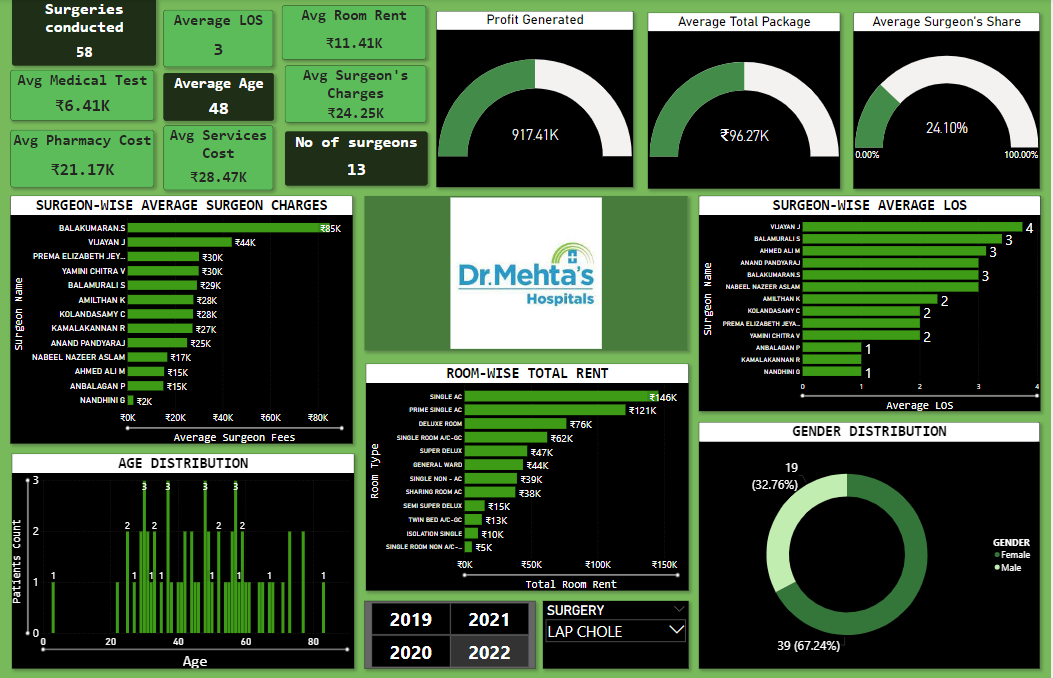 Surgeries
conducted
58
Average LOS
3
Avg Room Rent
₹11.41K
Avg Medical Test
₹6.41K
Average Age
48
Avg Surgeon's
Charges
₹24.25K
Avg Pharmacy Cost
₹21.17K
Avg Services
Cost
₹28.47K
No of surgeons
13
Profit Generated
917.41K
Average Total Package
₹96.27K
Average Surgeon's Share
24.10%
0.00%
100.00%
SURGEON-WISE AVERAGE SURGEON CHARGES
Surgeon Name
BALAKUMARAN.S ₹85K
VIJAYAN J ₹44K
PREMA ELIZABETH JEY... ₹30K
YAMINI CHITRA V ₹30K
BALAMURALI S ₹29K
AMILTHAN K ₹28K
KOLANDASAMY C ₹28K
KAMALAKANNAN R ₹27K
ANAND PANDYARAJ ₹25K
NABEEL NAZEER ASLAM ₹17K
AHMED ALI M ₹15K
ANBALAGAN P ₹15K
NANDHINI G ₹2K
₹0K ₹20K ₹40K ₹60K ₹80K
Average Surgeon Fees
Dr.Mehta's
Hospitals
SURGEON-WISE AVERAGE LOS
Surgeon Name
VIJAYAN J 4
BALAMURALI S 3
AHMED ALI M 3
ANAND PANDYARAJ
BALAKUMARAN.S 3
NABEEL NAZEER ASLAM
AMILTHAN K 2
KOLANDASAMY C 2
PREMA ELIZABETH JEYA...
YAMINI CHITRA V 2
ANBALAGAN P 1
KAMALAKANNAN R
NANDHINI G 1
0 1 2 3 4
Average LOS
ROOM-WISE TOTAL RENT
Room Type
SINGLE AC ₹146K
PRIME SINGLE AC ₹121K
DELUXE ROOM ₹76K
SINGLE ROOM A/C-GC ₹62K
SUPER DELUX ₹47K
GENERAL WARD ₹44K
SINGLE NON - AC ₹39K
SHARING ROOM AC ₹38K
SEMI SUPER DELUX ₹15K
TWIN BED A/C-GC ₹13K
ISOLATION SINGLE ₹10K
SINGLE ROOM NON A/C-... ₹5K
₹0K ₹50K ₹100K ₹150K
Total Room Rent
AGE DISTRIBUTION
Patients count
3 3 3 3 3
2 2 2 2 2
1 1 1 1 1 1 1 1 1
0
0 20 40 60 80
Age
2019 2021
2020 2022
SURGERY
LAP CHOLE
GENDER DISTRIBUTION
19
(32.76%)
39 (67.24%)
GENDER
Female
Male